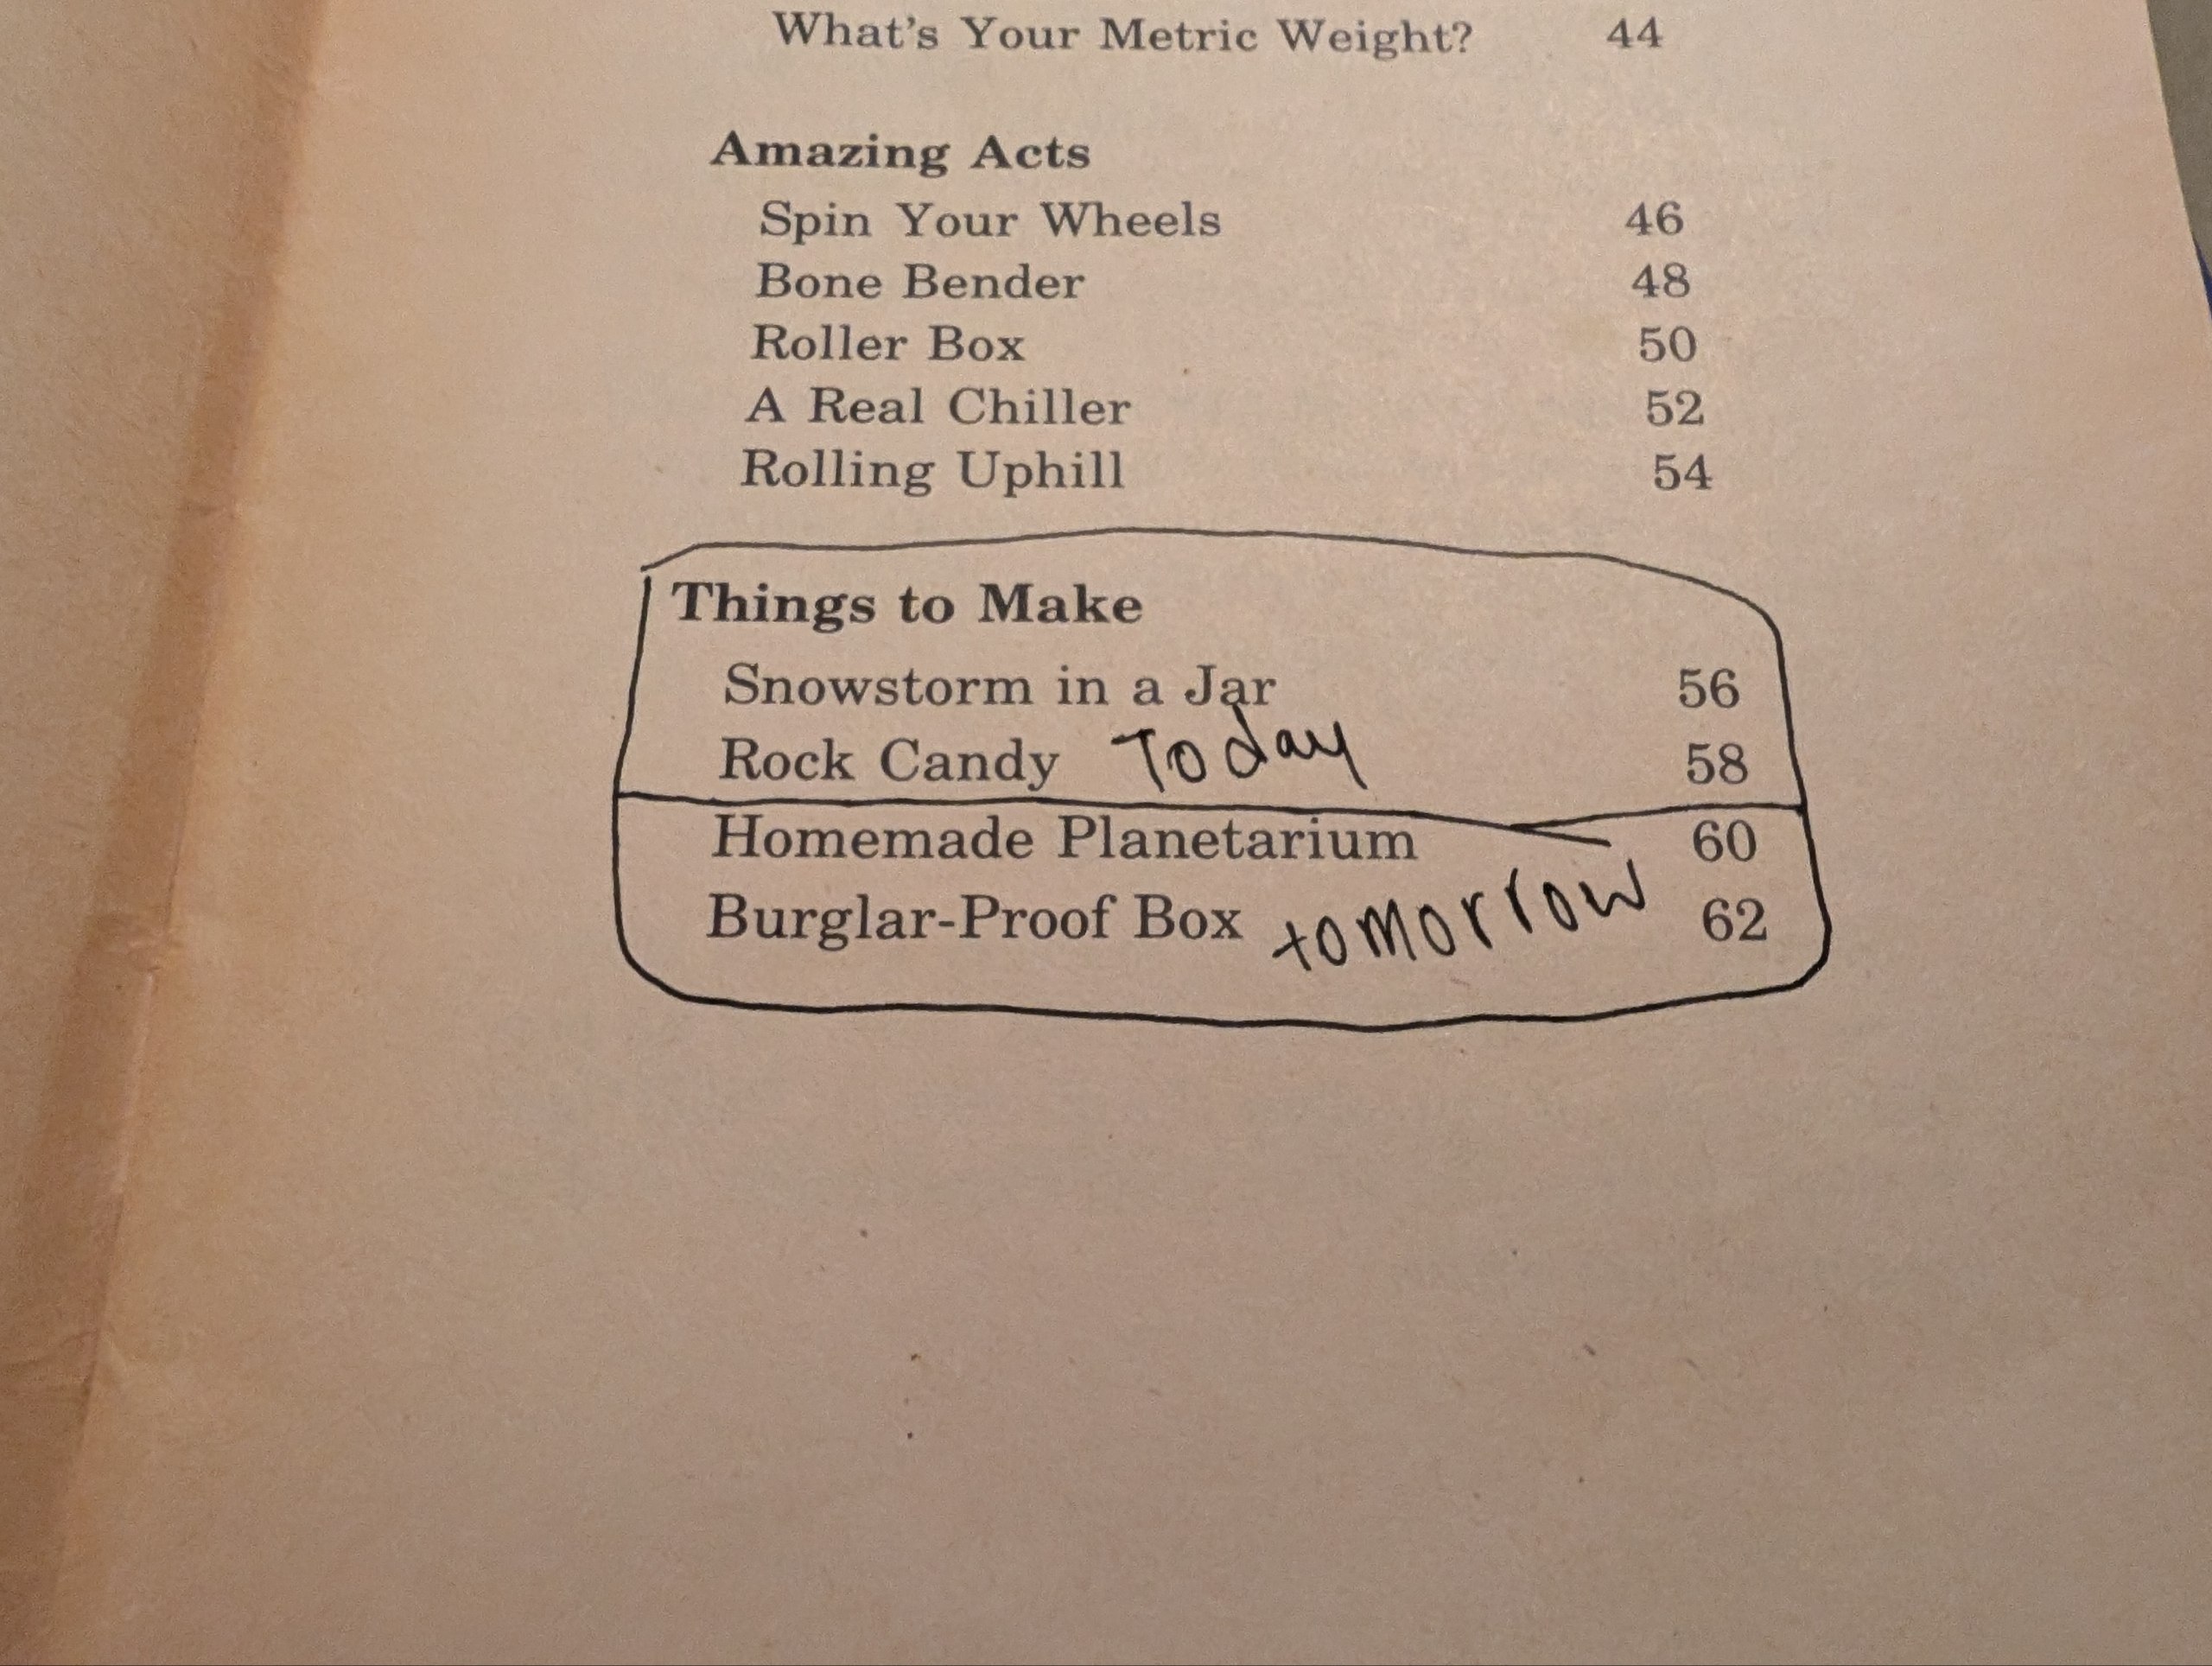 What's Your Metric Weight? 44
Amazing Acts
Spin Your Wheels 46
Bone Bender 48
Roller Box 50
A Real Chiller 52
Rolling Uphill 54
Things to Make
Snowstorm in a Jar 56
Rock Candy Today 58
Homemade Planetarium 60
Burglar-Proof Box tomorrow 62